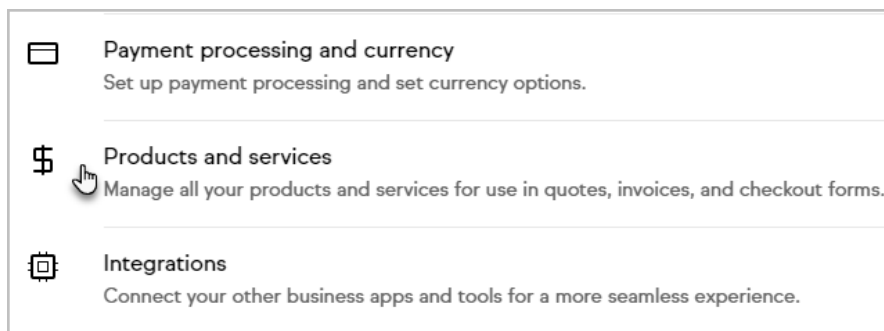 Payment processing and currency
Set up payment processing and set currency options.
Products and services
Manage all your products and services for use in quotes, invoices, and checkout forms.
Integrations
Connect your other business apps and tools for a more seamless experience.